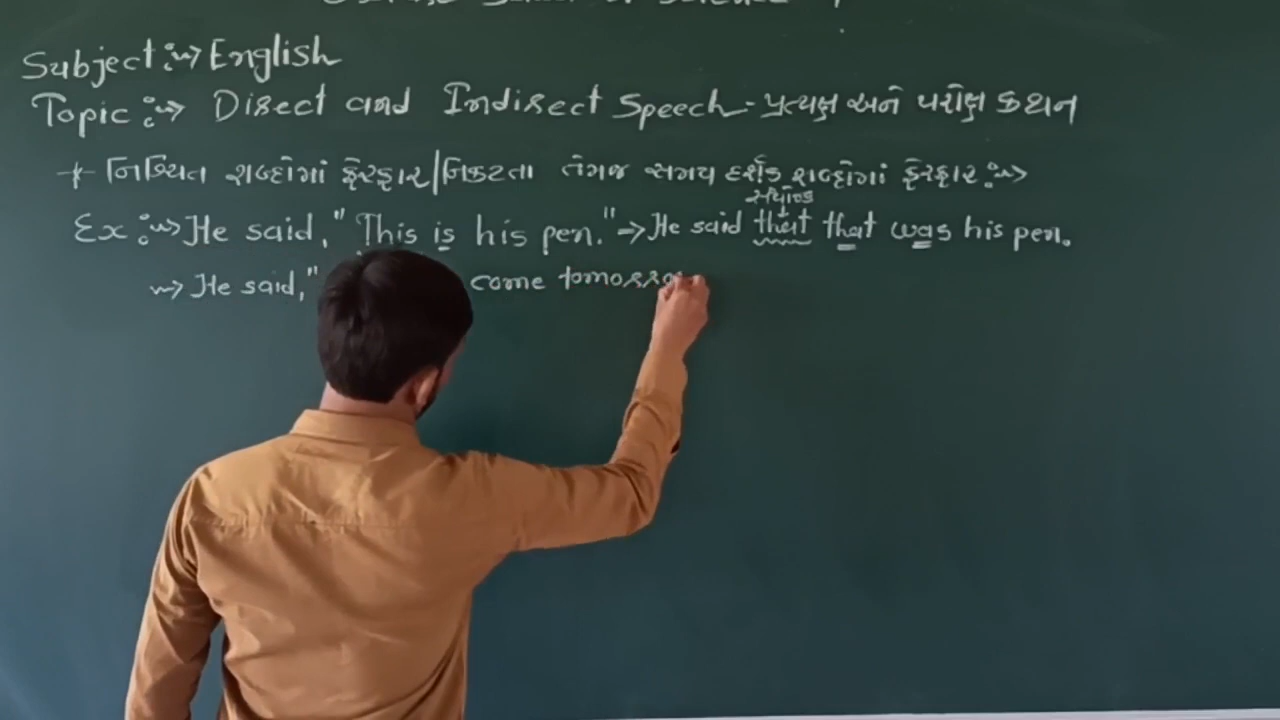 Subject :→ English
Topic :→ Direct and Indirect Speech - પ્રત્યક્ષ અને પરોક્ષ કથન
* નિશ્ચિત શબ્દોમાં ફેરફાર/નિકટતા તેમજ સમય દર્શક શબ્દોમાં ફેરફાર :→
સંયોજક
Ex :→ He said, "This is his pen." → He said that that was his pen.
→ He said, " come tomorro